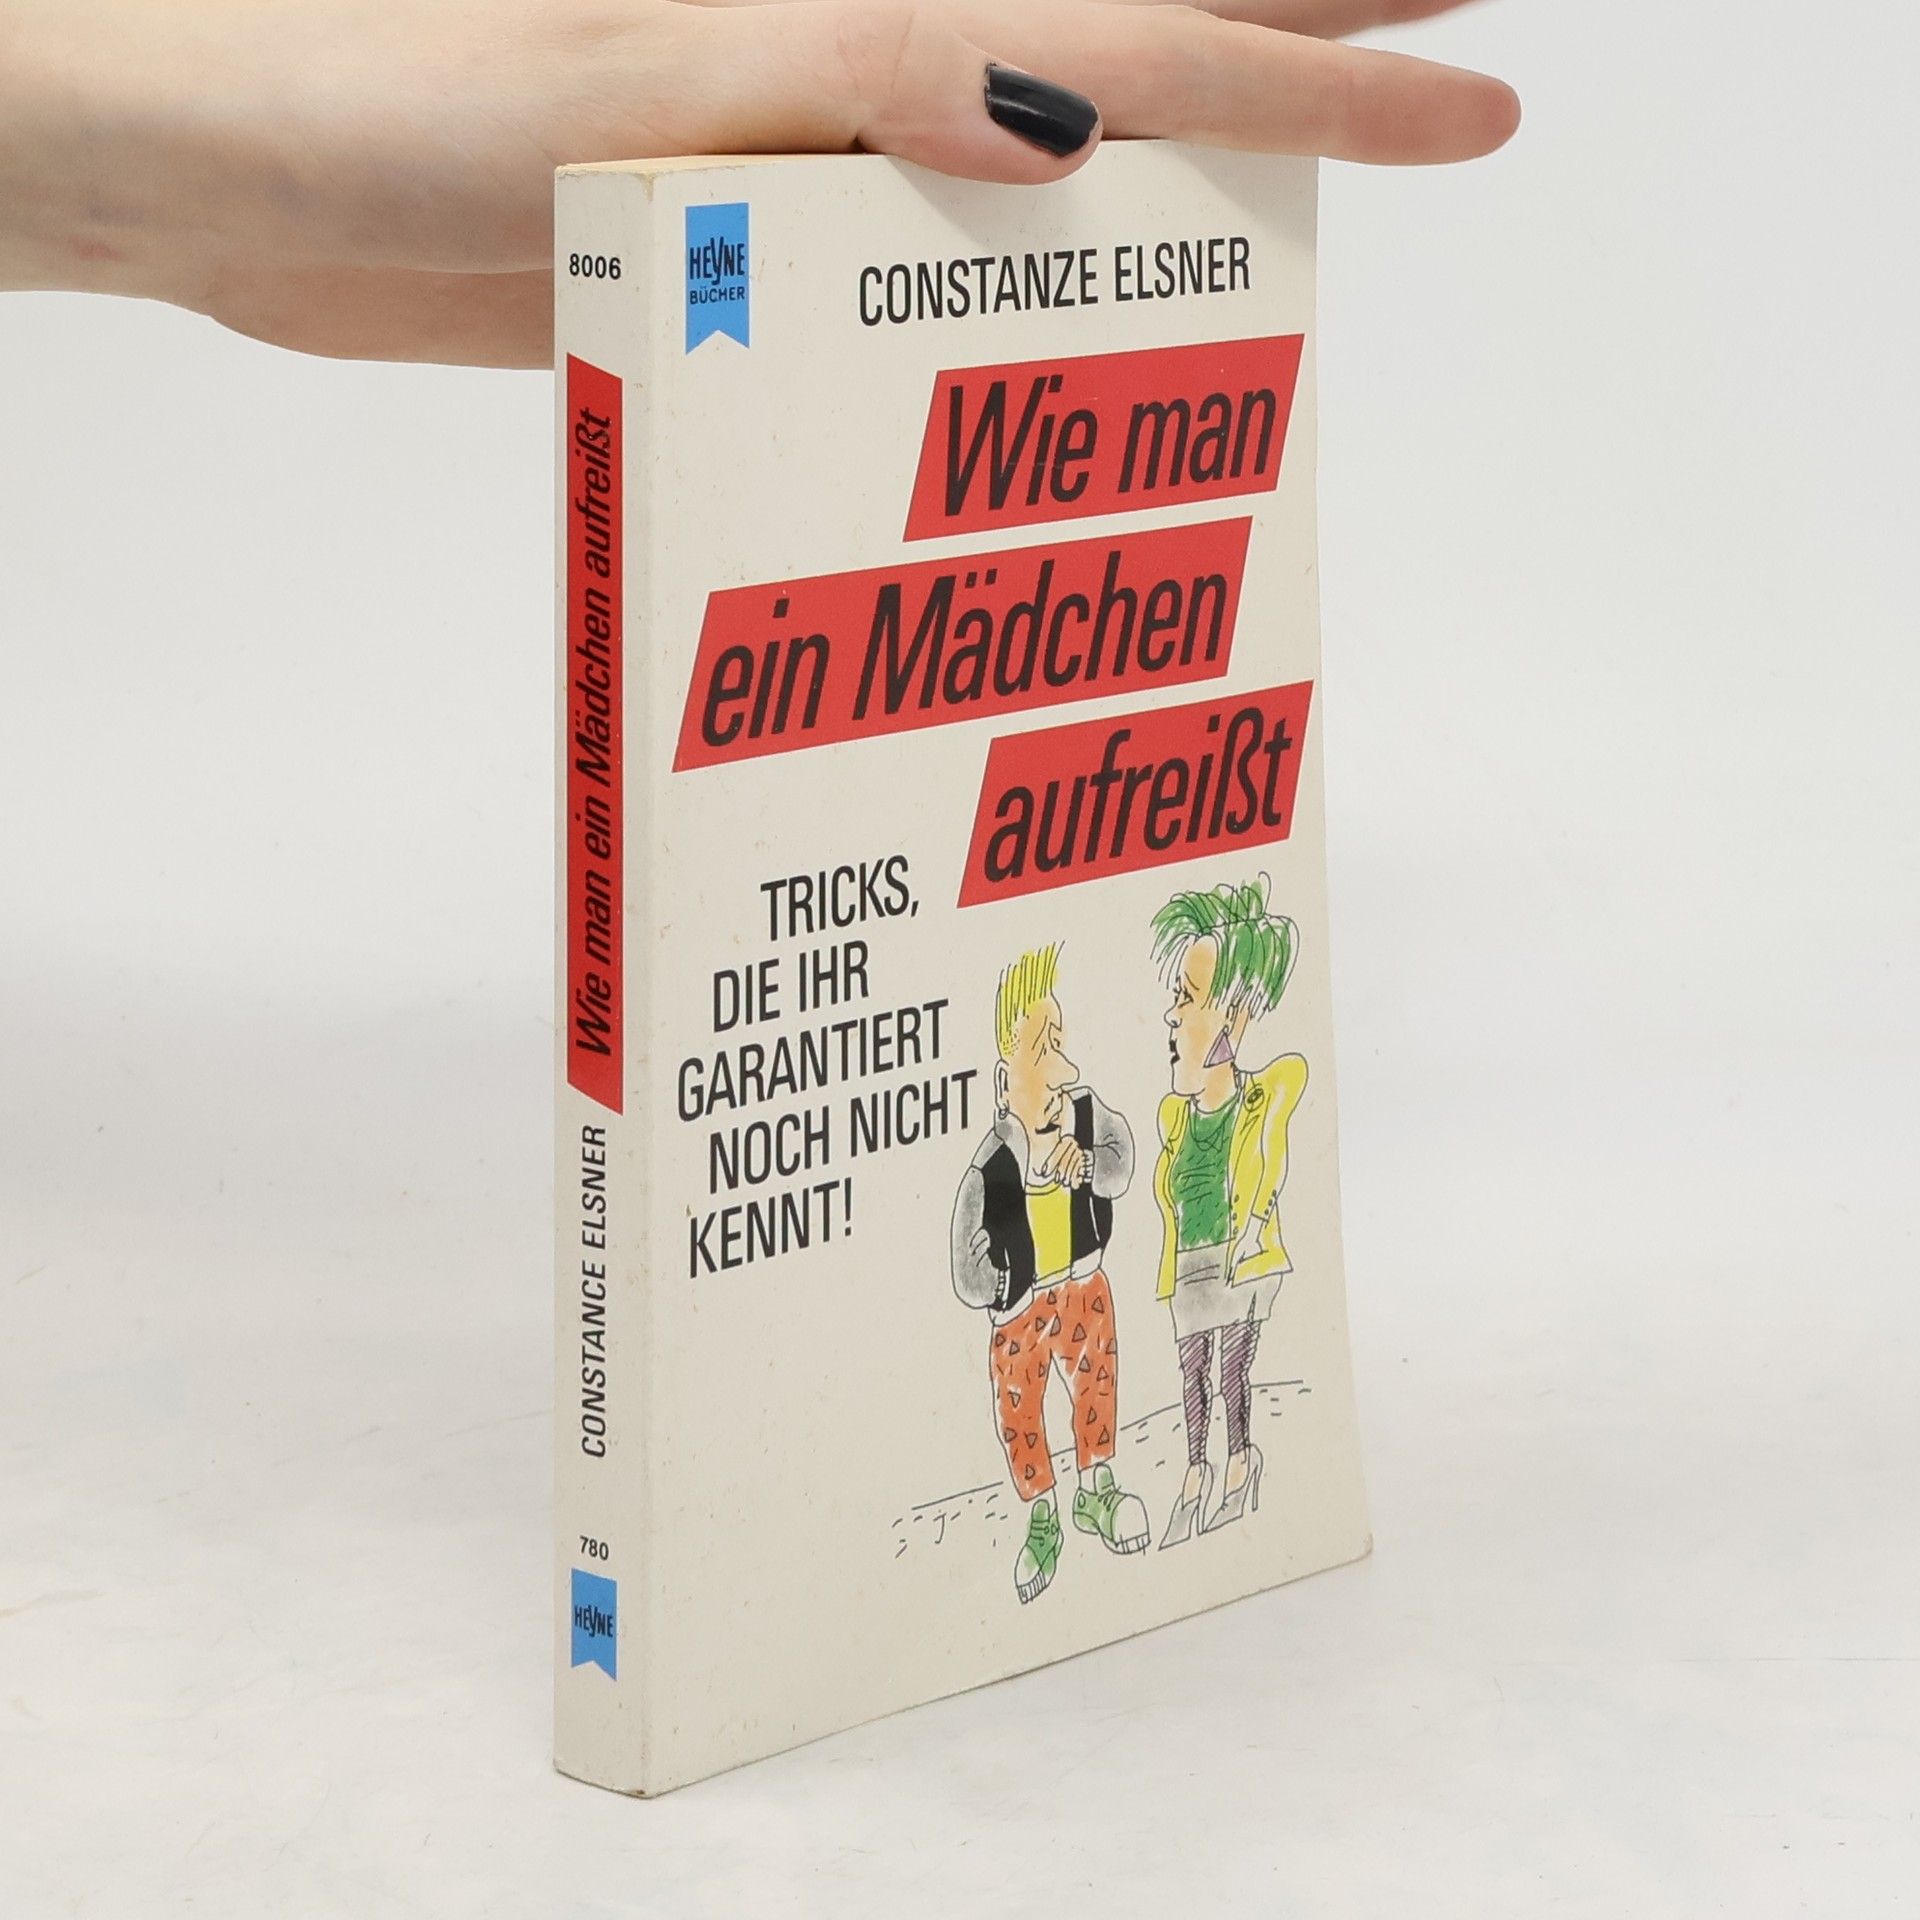 8006
Wie man ein Mädchen aufreißt
CONSTANCE ELSNER
780
HEYNE
HEYNE
BÜCHER
CONSTANZE ELSNER
Wie man
ein Mädchen
aufreißt
TRICKS,
DIE IHR
GARANTIERT
NOCH NICHT
KENNT!